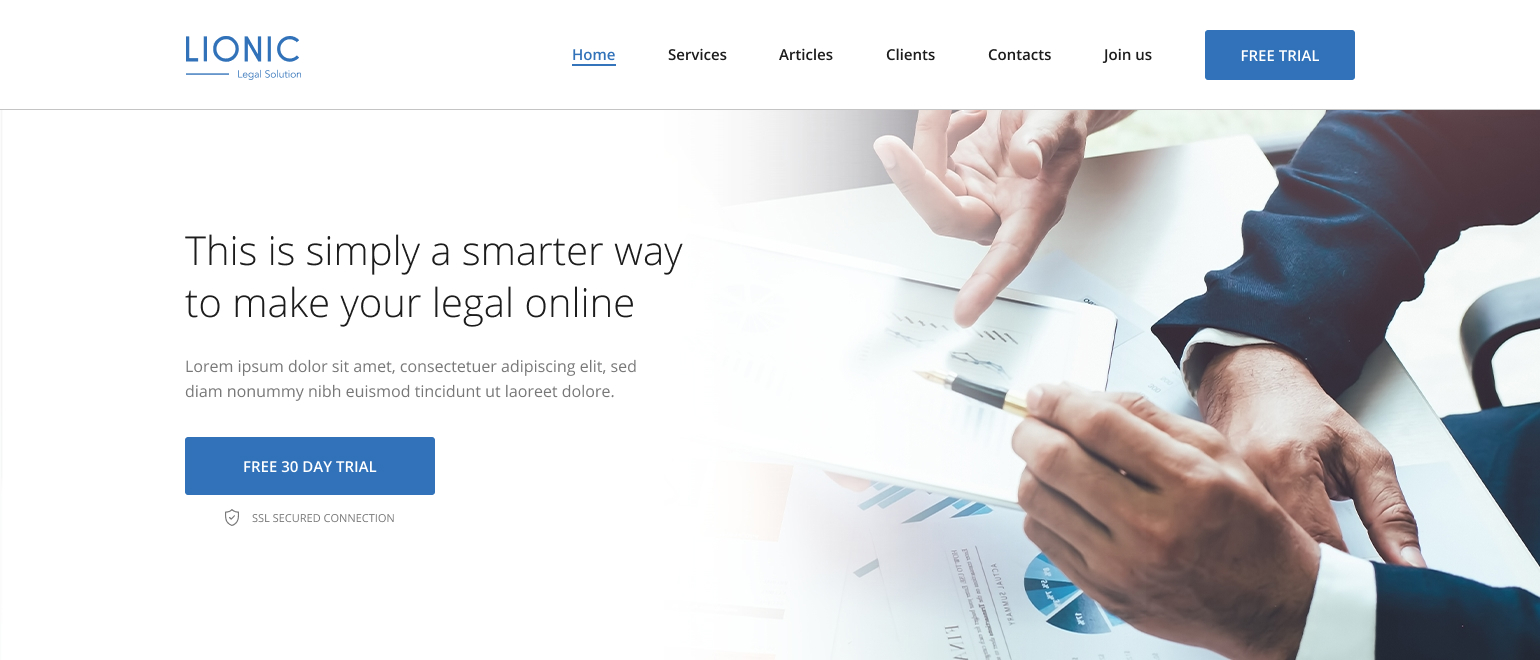 LIONIC
Legal Solution
Home
Services
Articles
Clients
Contacts
Join us
FREE TRIAL
This is simply a smarter way
to make your legal online
Lorem ipsum dolor sit amet, consectetuer adipiscing elit, sed
diam nonummy nibh euismod tincidunt ut laoreet dolore.
FREE 30 DAY TRIAL
SSL SECURED CONNECTION